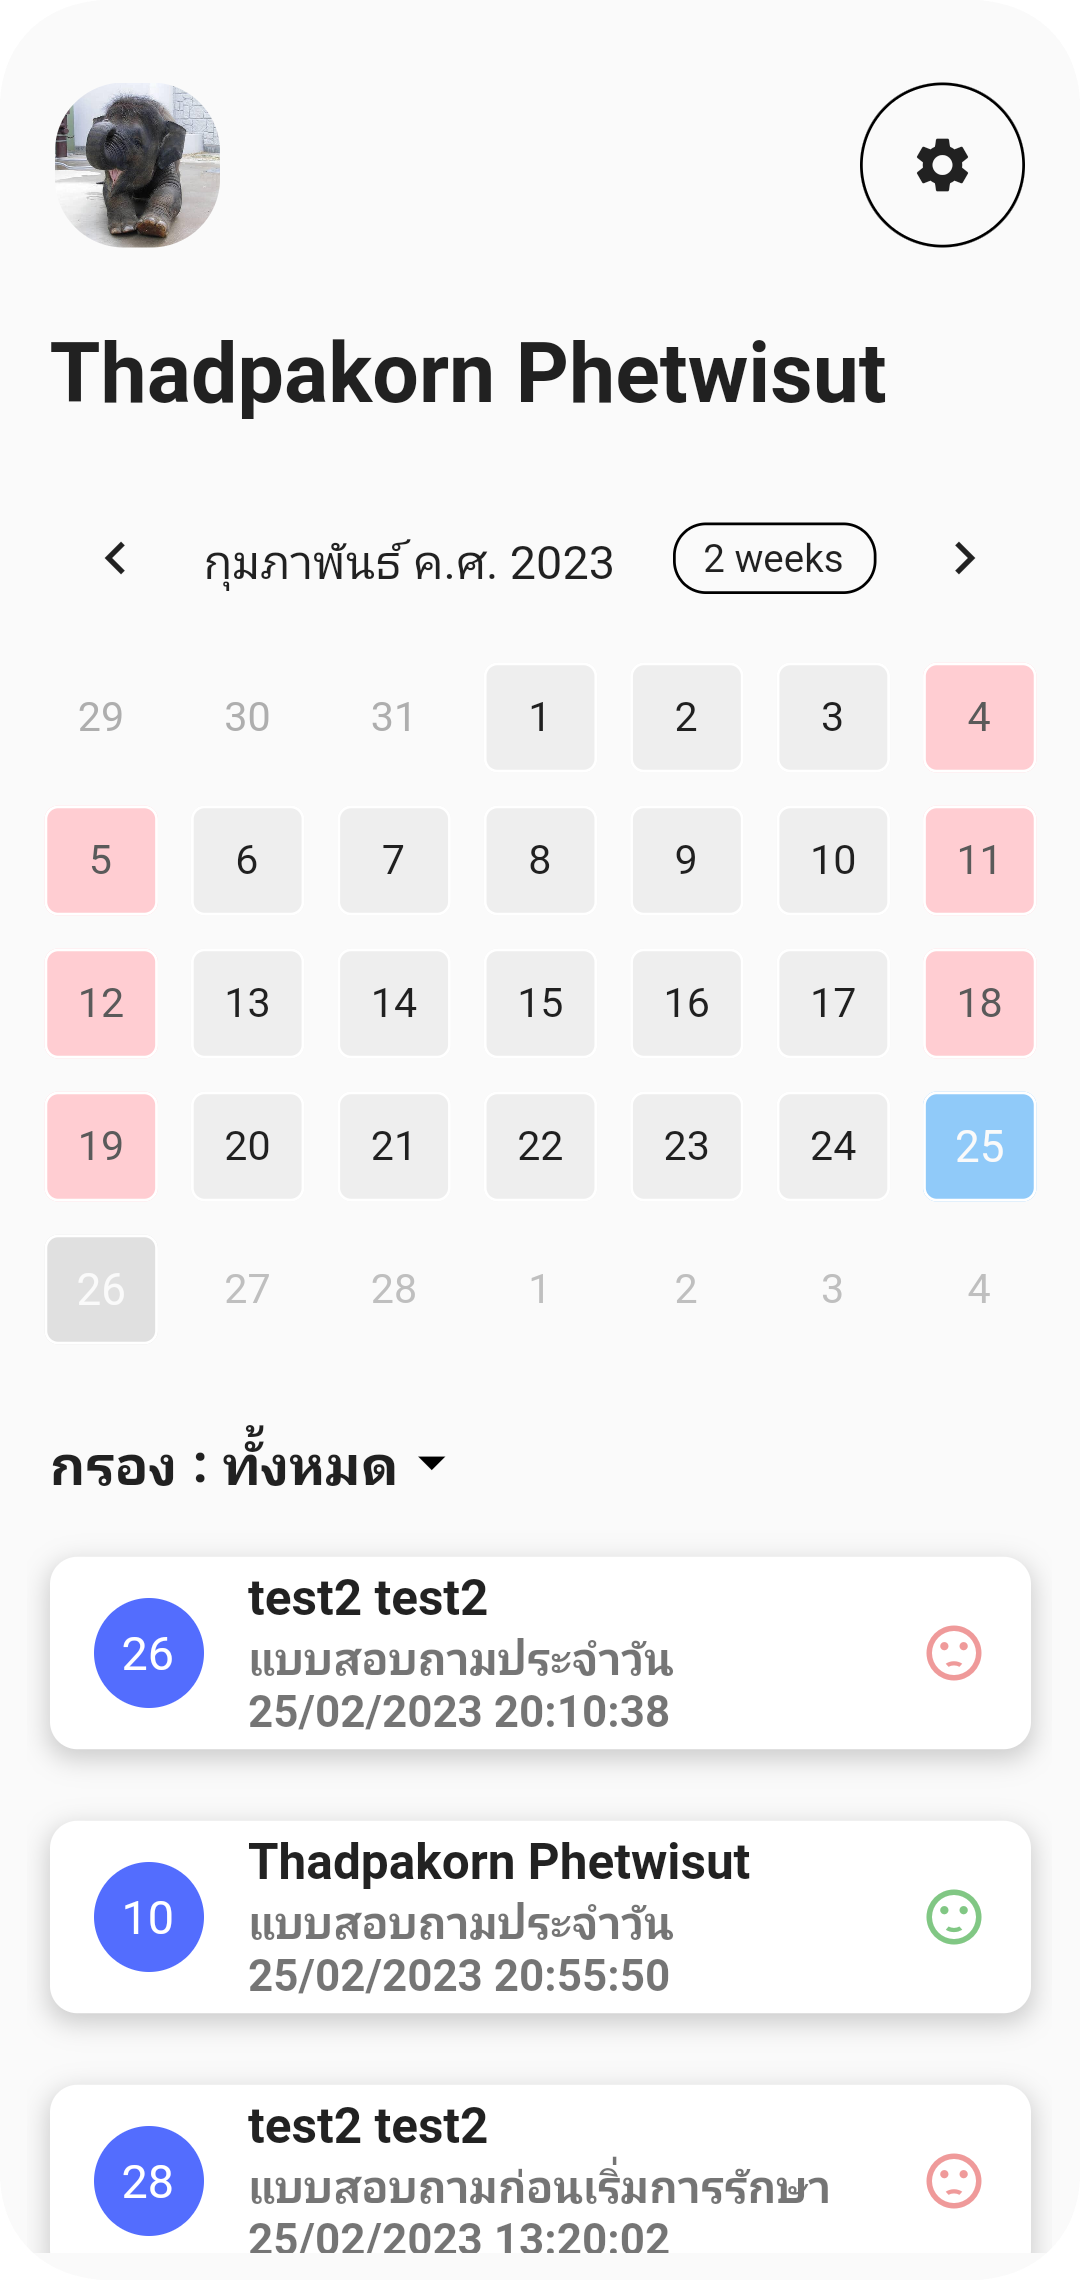 Thadpakorn Phetwisut
กุมภาพันธ์ ค.ศ. 2023 2 weeks
29 30 31 1 2 3 4
5 6 7 8 9 10 11
12 13 14 15 16 17 18
19 20 21 22 23 24 25
26 27 28 1 2 3 4
กรอง : ทั้งหมด
test2 test2
26
แบบสอบถามประจำวัน
25/02/2023 20:10:38
Thadpakorn Phetwisut
10
แบบสอบถามประจำวัน
25/02/2023 20:55:50
test2 test2
28
แบบสอบถามก่อนเริ่มการรักษา
25/02/2023 13:20:02